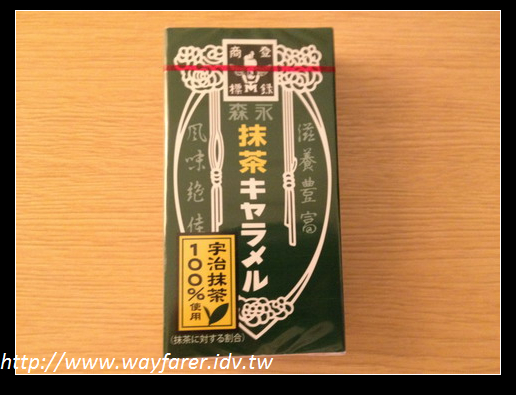 登録
商標
森永
抹茶キャラメル
滋養豊富
風味絶佳
宇治抹茶
100%使用
(抹茶に対する割合)
http://www.wayfarer.idv.tw